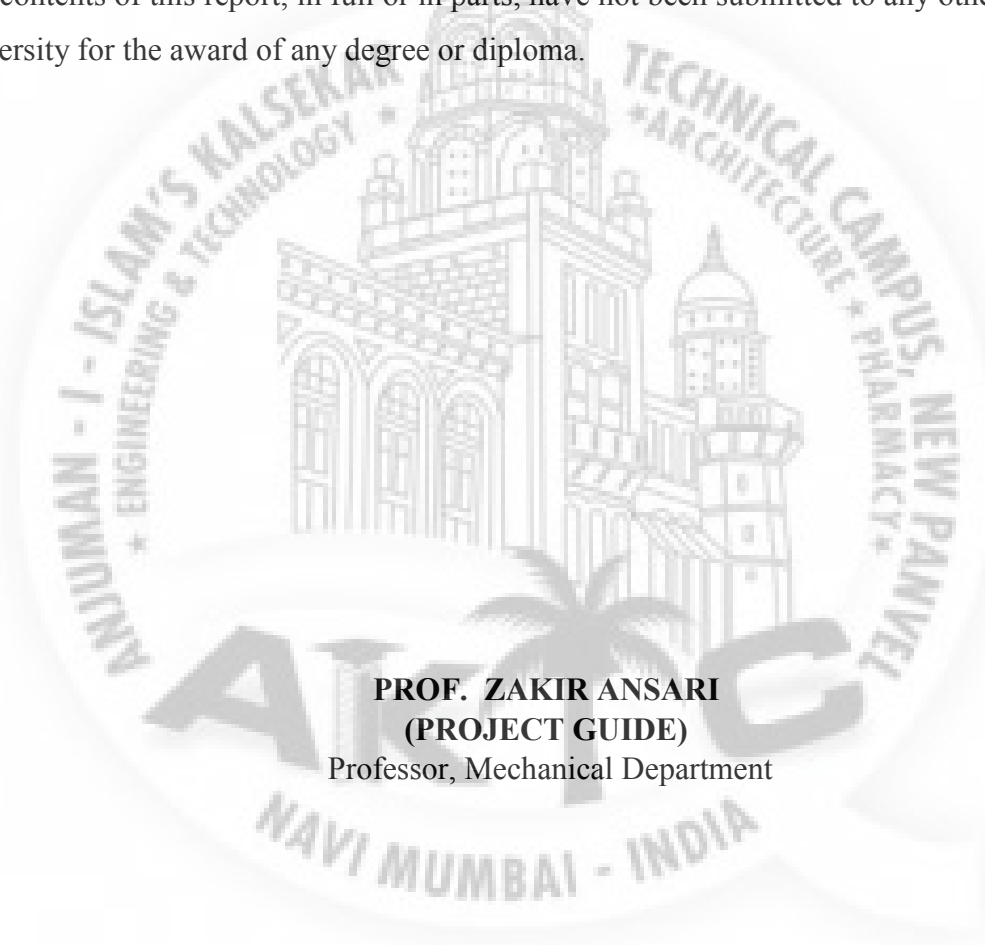 contents of this report, in full or in parts, have not been submitted to any othe
ersity for the award of any degree or diploma.
ANJUMAN - I - ISLAM'S KALSEKAR TECHNICAL CAMPUS, NEW PANVEL
* ENGINEERING & TECHNOLOGY * *ARCHITECTURE * PHARMACY*
AKTC
PROF. ZAKIR ANSARI
(PROJECT GUIDE)
Professor, Mechanical Department
NAVI MUMBAI - INDIA